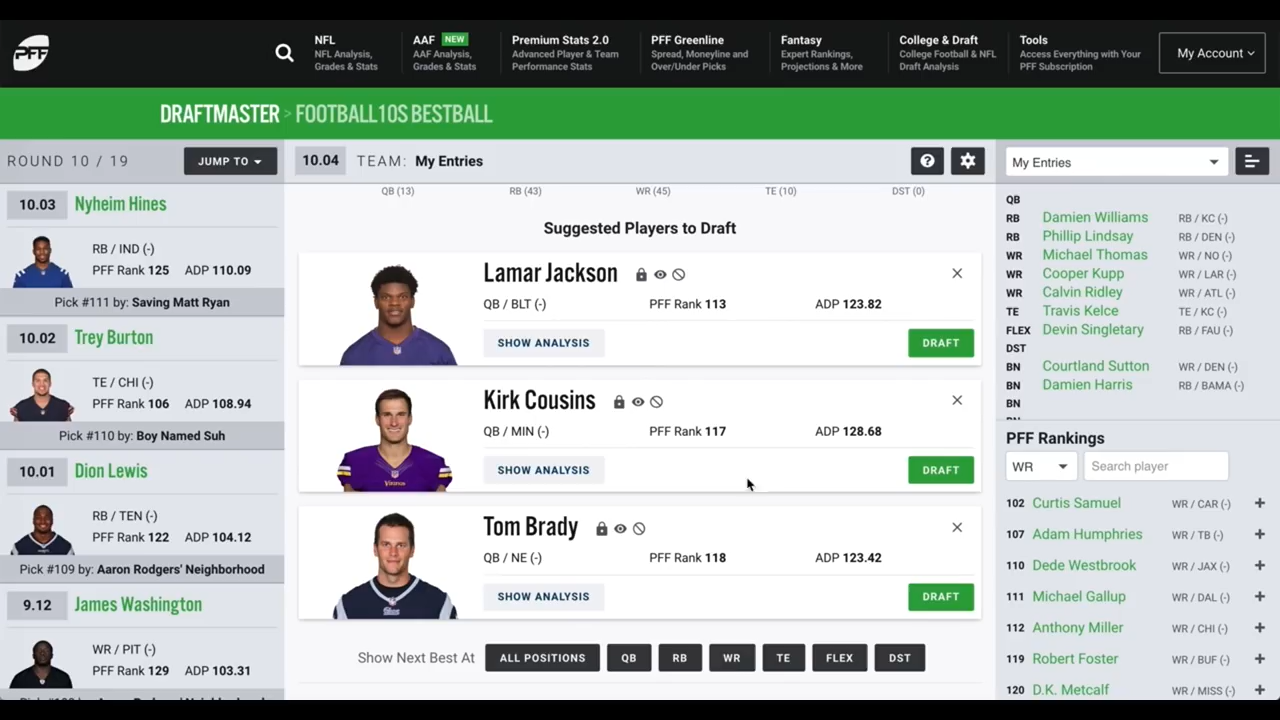 PFF
NFL
NFL Analysis,
Grades & Stats
AAF NEW
AAF Analysis,
Grades & Stats
Premium Stats 2.0
Advanced Player & Team
Performance Stats
PFF Greenline
Spread, Moneyline and
Over/Under Picks
Fantasy
Expert Rankings,
Projections & More
College & Draft
College Football & NFL
Draft Analysis
Tools
Access Everything with Your
PFF Subscription
My Account
DRAFTMASTER > FOOTBALL10S BESTBALL
ROUND 10 / 19
JUMP TO
10.03 Nyheim Hines
RB / IND (-)
PFF Rank 125 ADP 110.09
Pick #111 by: Saving Matt Ryan
10.02 Trey Burton
TE / CHI (-)
PFF Rank 106 ADP 108.94
Pick #110 by: Boy Named Suh
10.01 Dion Lewis
RB / TEN (-)
PFF Rank 122 ADP 104.12
Pick #109 by: Aaron Rodgers' Neighborhood
9.12 James Washington
WR / PIT (-)
PFF Rank 129 ADP 103.31
10.04 TEAM: My Entries
QB (13) RB (43) WR (45) TE (10) DST (0)
Suggested Players to Draft
Lamar Jackson
QB / BLT (-) PFF Rank 113 ADP 123.82
SHOW ANALYSIS DRAFT
Kirk Cousins
QB / MIN (-) PFF Rank 117 ADP 128.68
SHOW ANALYSIS DRAFT
Tom Brady
QB / NE (-) PFF Rank 118 ADP 123.42
SHOW ANALYSIS DRAFT
Show Next Best At ALL POSITIONS QB RB WR TE FLEX DST
My Entries
QB
RB Damien Williams RB / KC (-)
RB Phillip Lindsay RB / DEN (-)
WR Michael Thomas WR / NO (-)
WR Cooper Kupp WR / LAR (-)
WR Calvin Ridley WR / ATL (-)
TE Travis Kelce TE / KC (-)
FLEX Devin Singletary RB / FAU (-)
DST
BN Courtland Sutton WR / DEN (-)
BN Damien Harris RB / BAMA (-)
BN
PFF Rankings
WR Search player
102 Curtis Samuel WR / CAR (-) +
107 Adam Humphries WR / TB (-) +
110 Dede Westbrook WR / JAX (-) +
111 Michael Gallup WR / DAL (-) +
112 Anthony Miller WR / CHI (-) +
119 Robert Foster WR / BUF (-) +
120 D.K. Metcalf WR / MISS (-) +